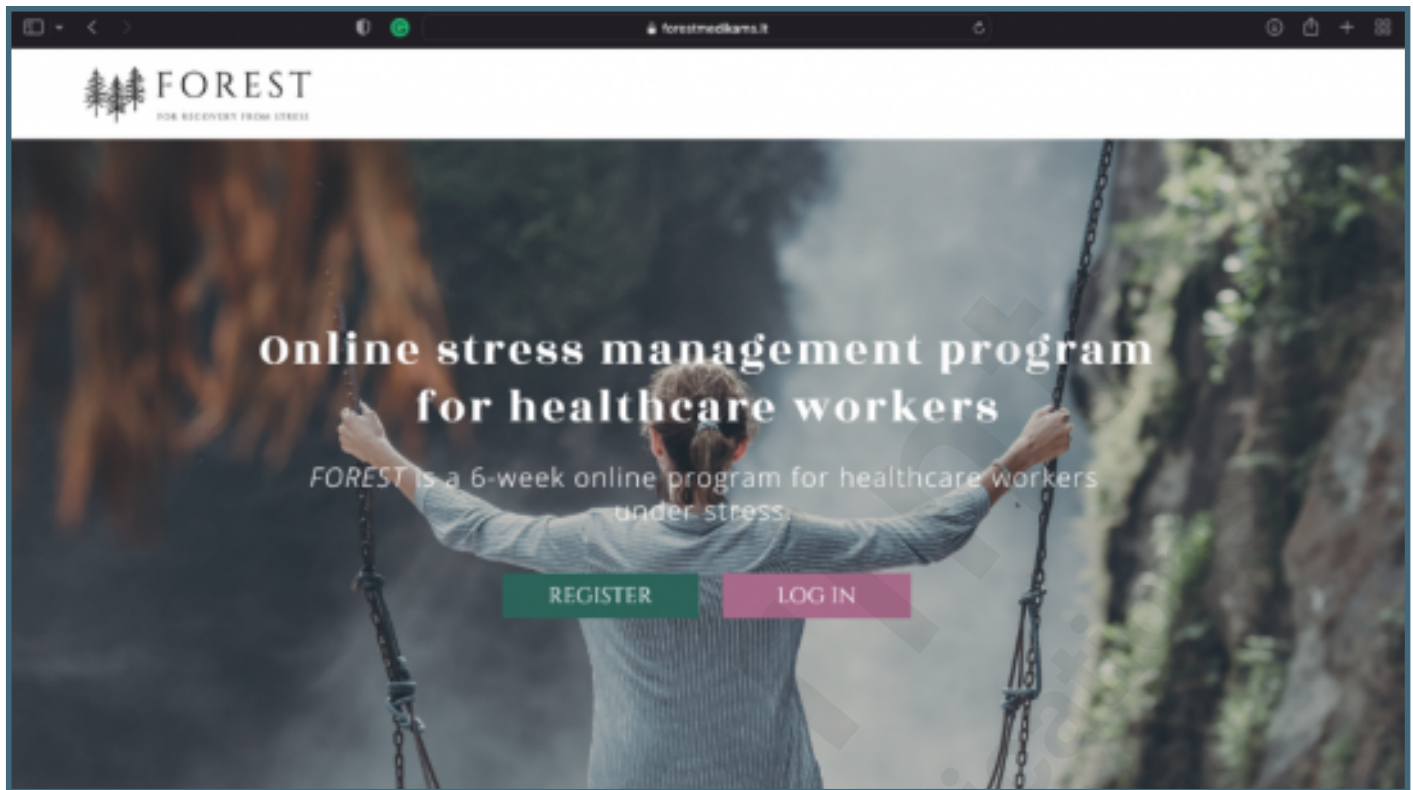 forestmedikams.lt
FOREST
FOR RECOVERY FROM STRESS
Online stress management program
for healthcare workers
FOREST is a 6-week online program for healthcare workers
under stress.
REGISTER
LOG IN